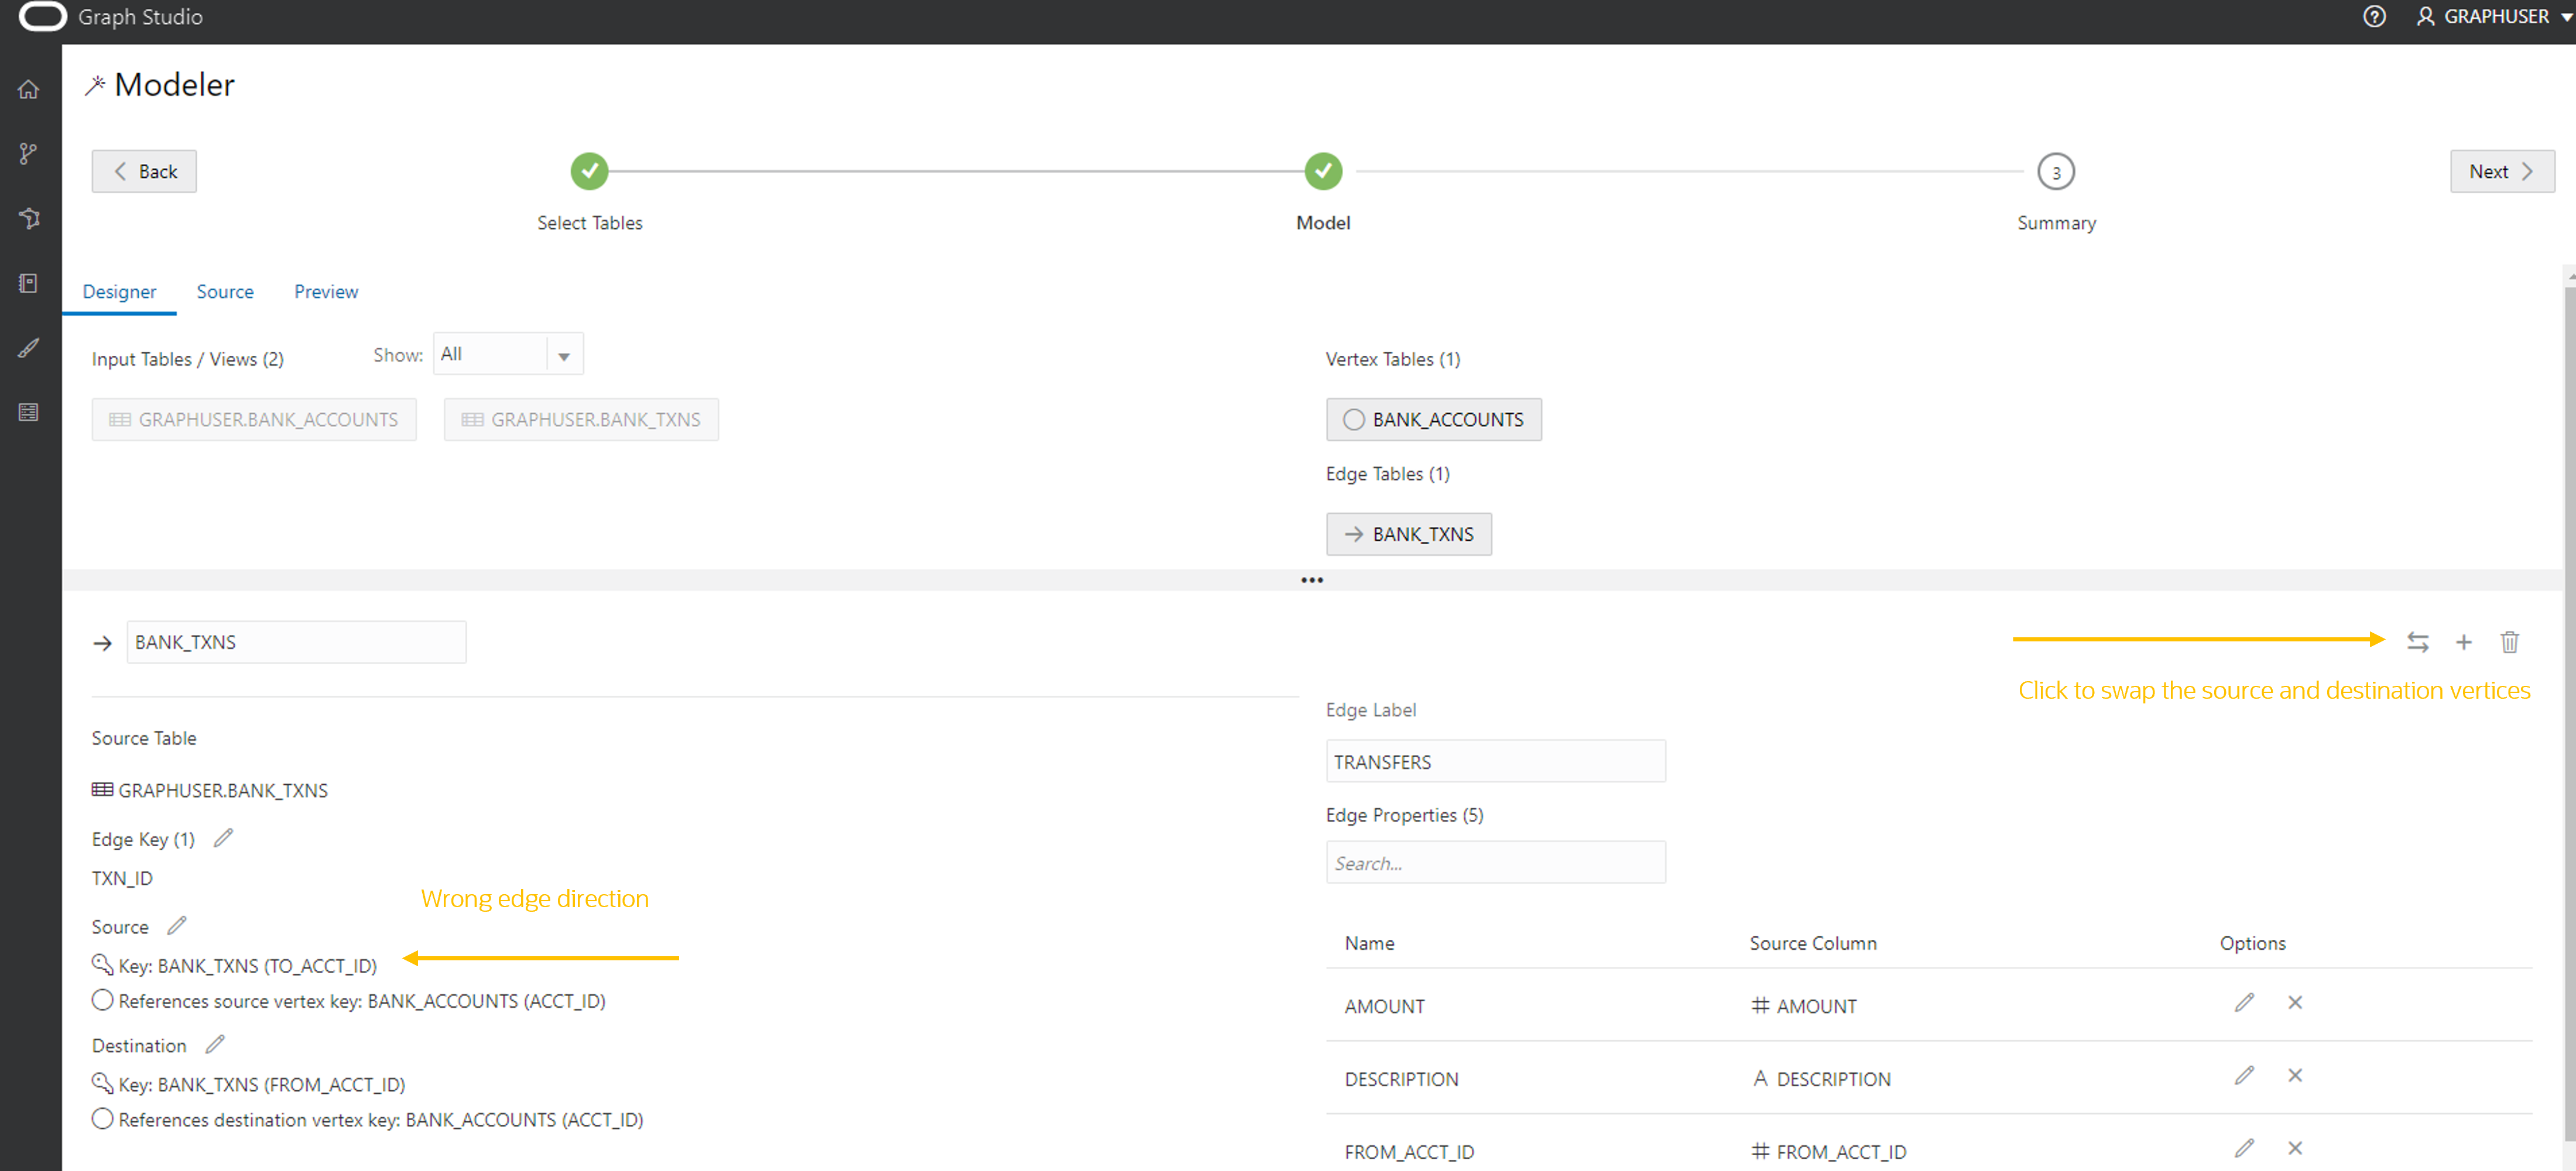 Graph Studio
GRAPHUSER
Modeler
Back
3
Next
Select Tables
Model
Summary
Designer Source Preview
Input Tables / Views (2)
Show: All
GRAPHUSER.BANK_ACCOUNTS
GRAPHUSER.BANK_TXNS
Vertex Tables (1)
BANK_ACCOUNTS
Edge Tables (1)
BANK_TXNS
BANK_TXNS
Click to swap the source and destination vertices
Source Table
GRAPHUSER.BANK_TXNS
Edge Key (1)
TXN_ID
Wrong edge direction
Source
Key: BANK_TXNS (TO_ACCT_ID)
References source vertex key: BANK_ACCOUNTS (ACCT_ID)
Destination
Key: BANK_TXNS (FROM_ACCT_ID)
References destination vertex key: BANK_ACCOUNTS (ACCT_ID)
Edge Label
TRANSFERS
Edge Properties (5)
Search...
Name Source Column Options
AMOUNT # AMOUNT
DESCRIPTION A DESCRIPTION
FROM_ACCT_ID # FROM_ACCT_ID